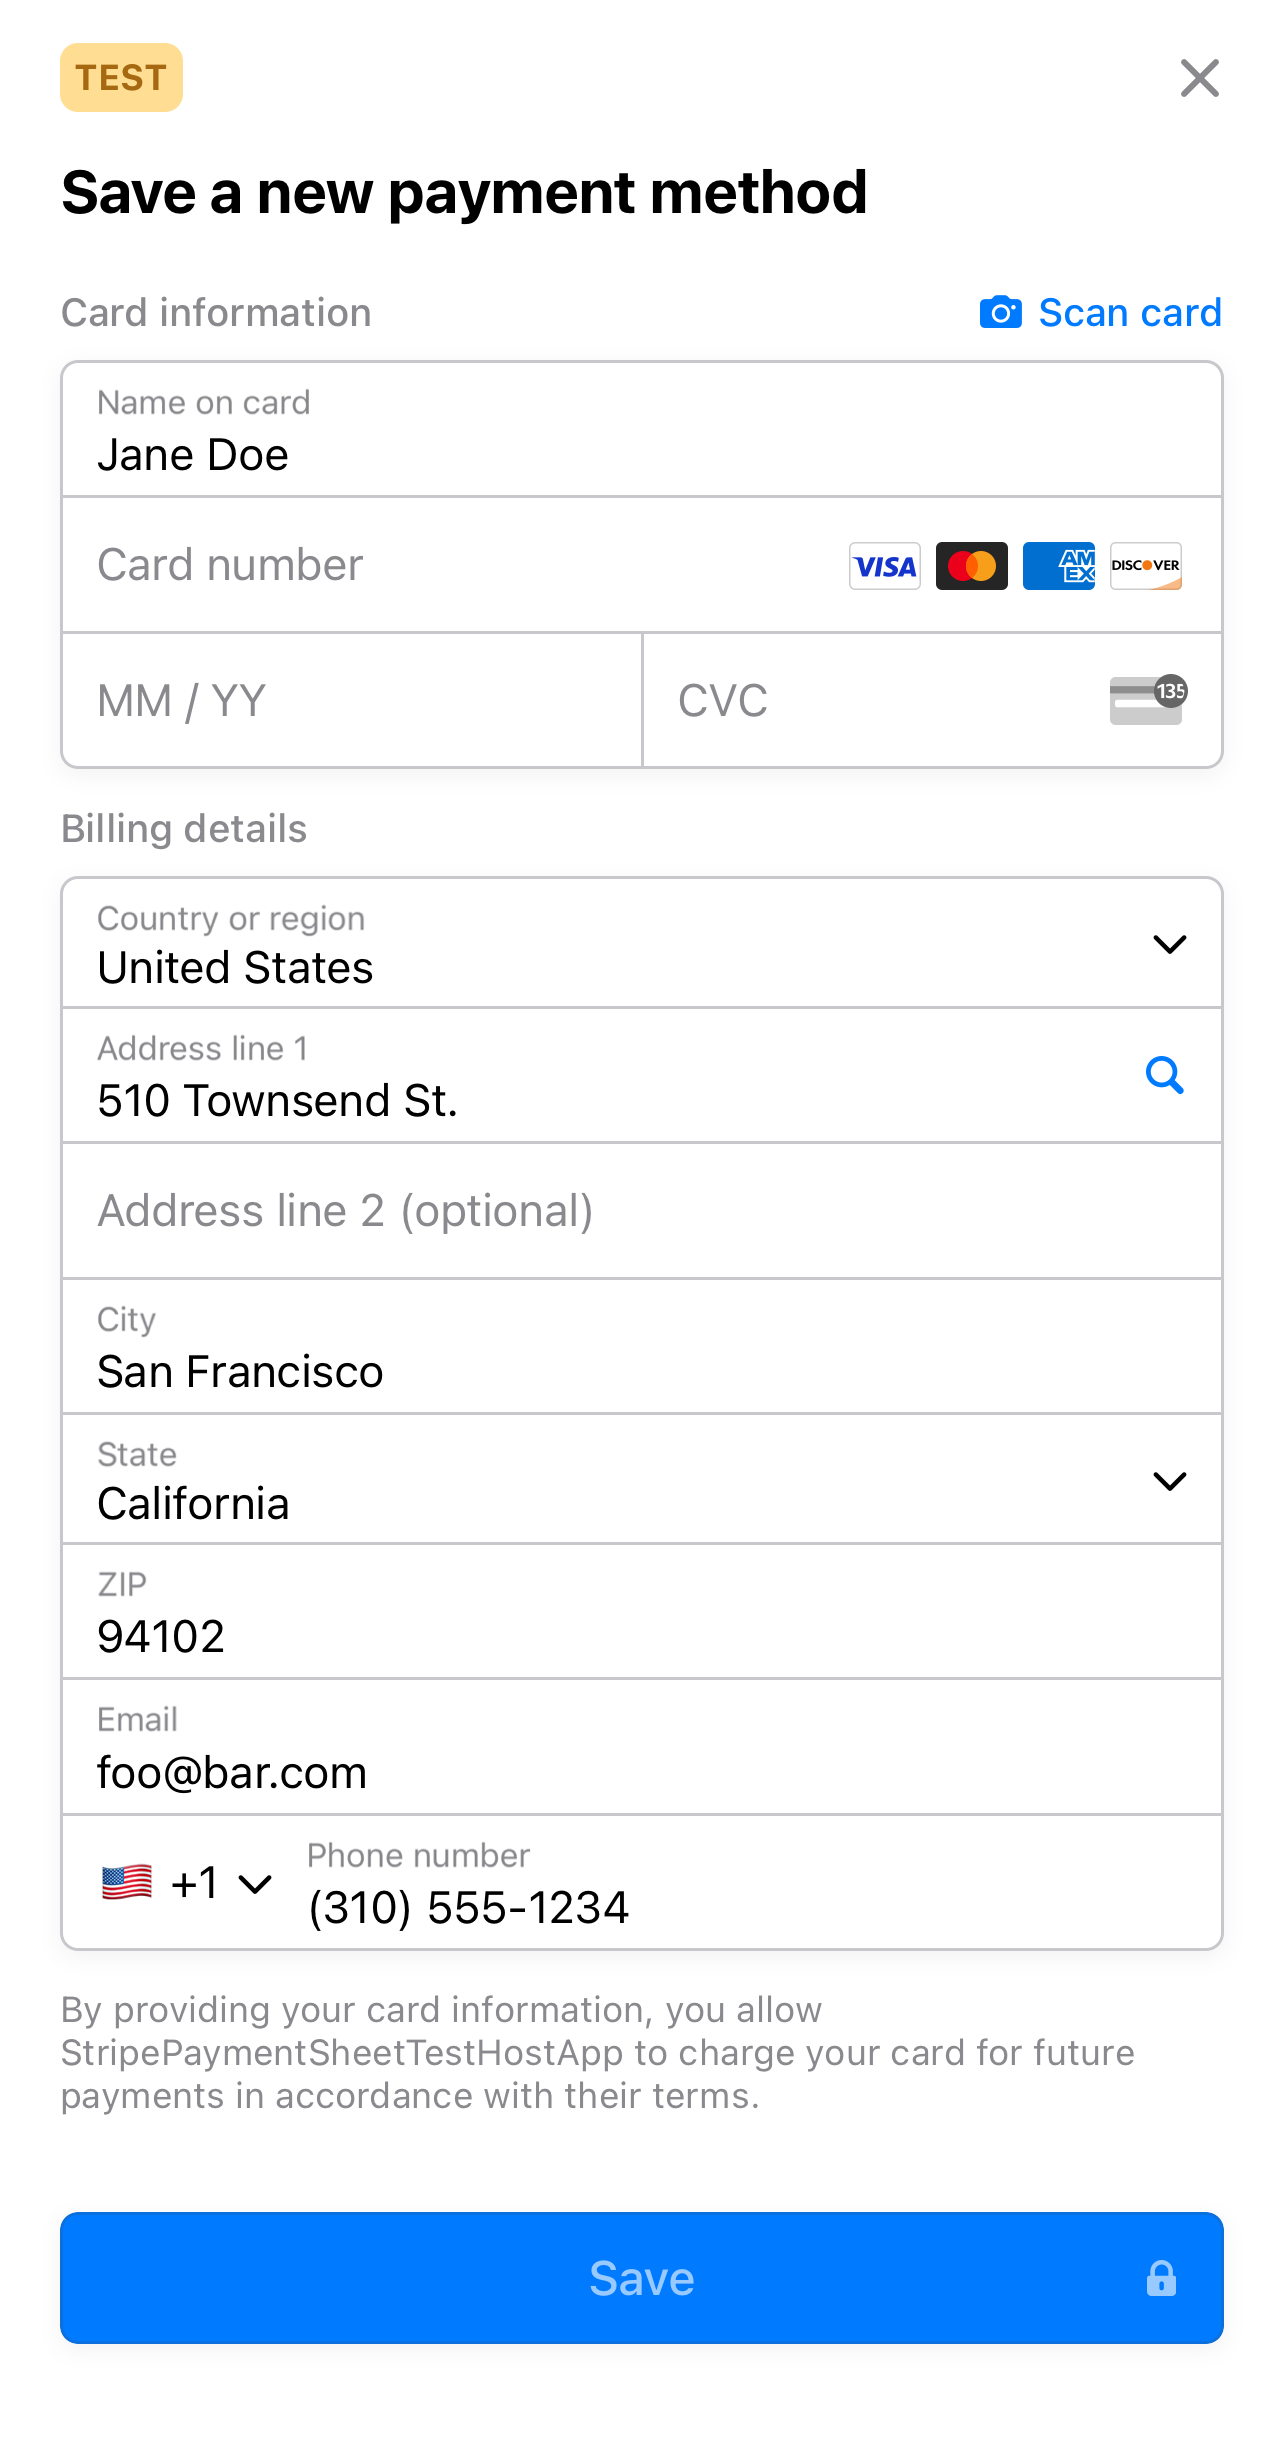 TEST
Save a new payment method
Card information
Scan card
Name on card
Jane Doe
Card number
VISA
AM
EX
DISCOVER
MM / YY
CVC
135
Billing details
Country or region
United States
Address line 1
510 Townsend St.
Address line 2 (optional)
City
San Francisco
State
California
ZIP
94102
Email
foo@bar.com
Phone number
+1
(310) 555-1234
By providing your card information, you allow
StripePaymentSheetTestHostApp to charge your card for future
payments in accordance with their terms.
Save